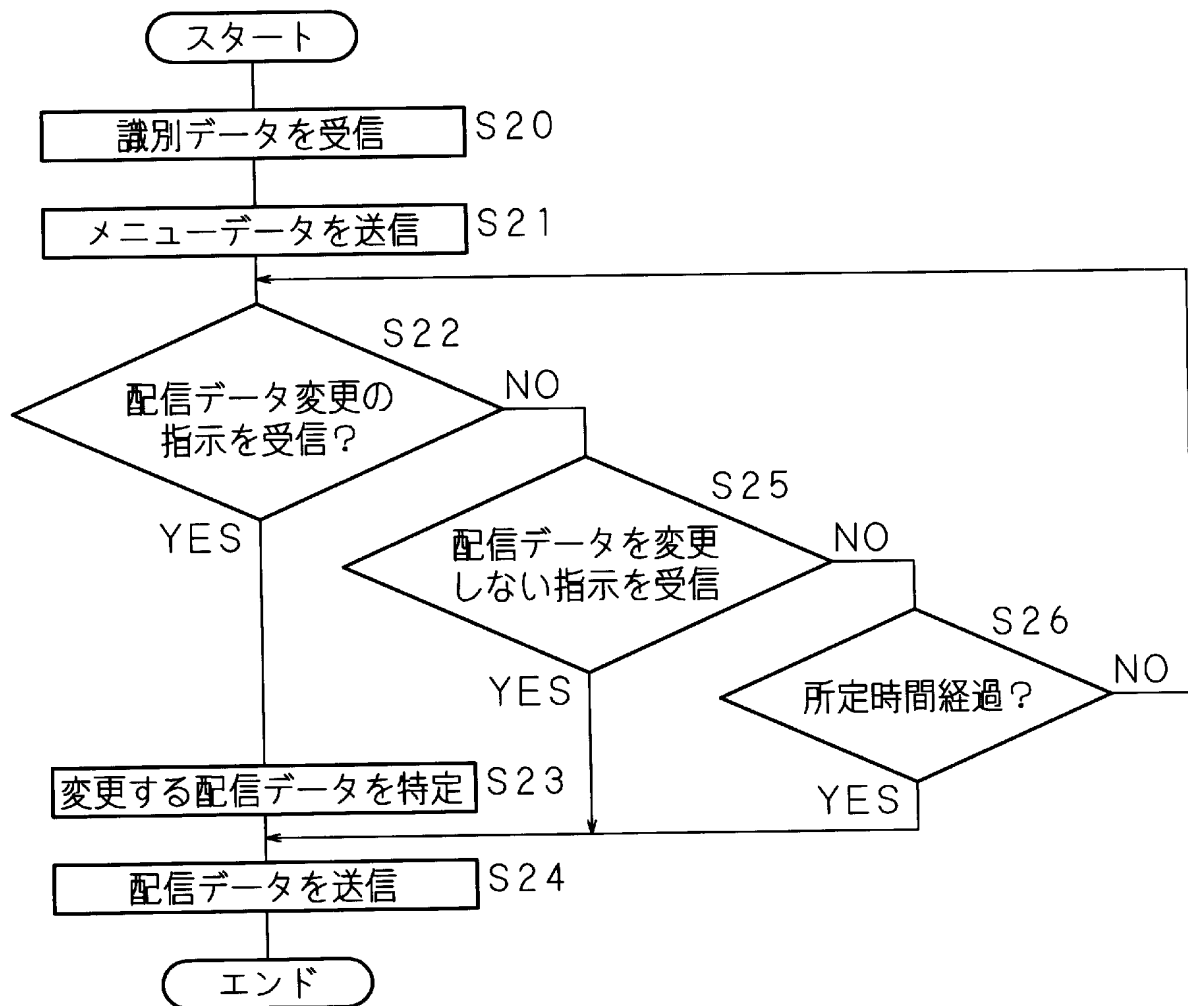 スタート
識別データを受信
S20
メニューデータを送信
S21
S22
配信データ変更の
指示を受信?
NO
YES
S25
配信データを変更
しない指示を受信
NO
YES
S26
所定時間経過?
NO
YES
変更する配信データを特定
S23
配信データを送信
S24
エンド